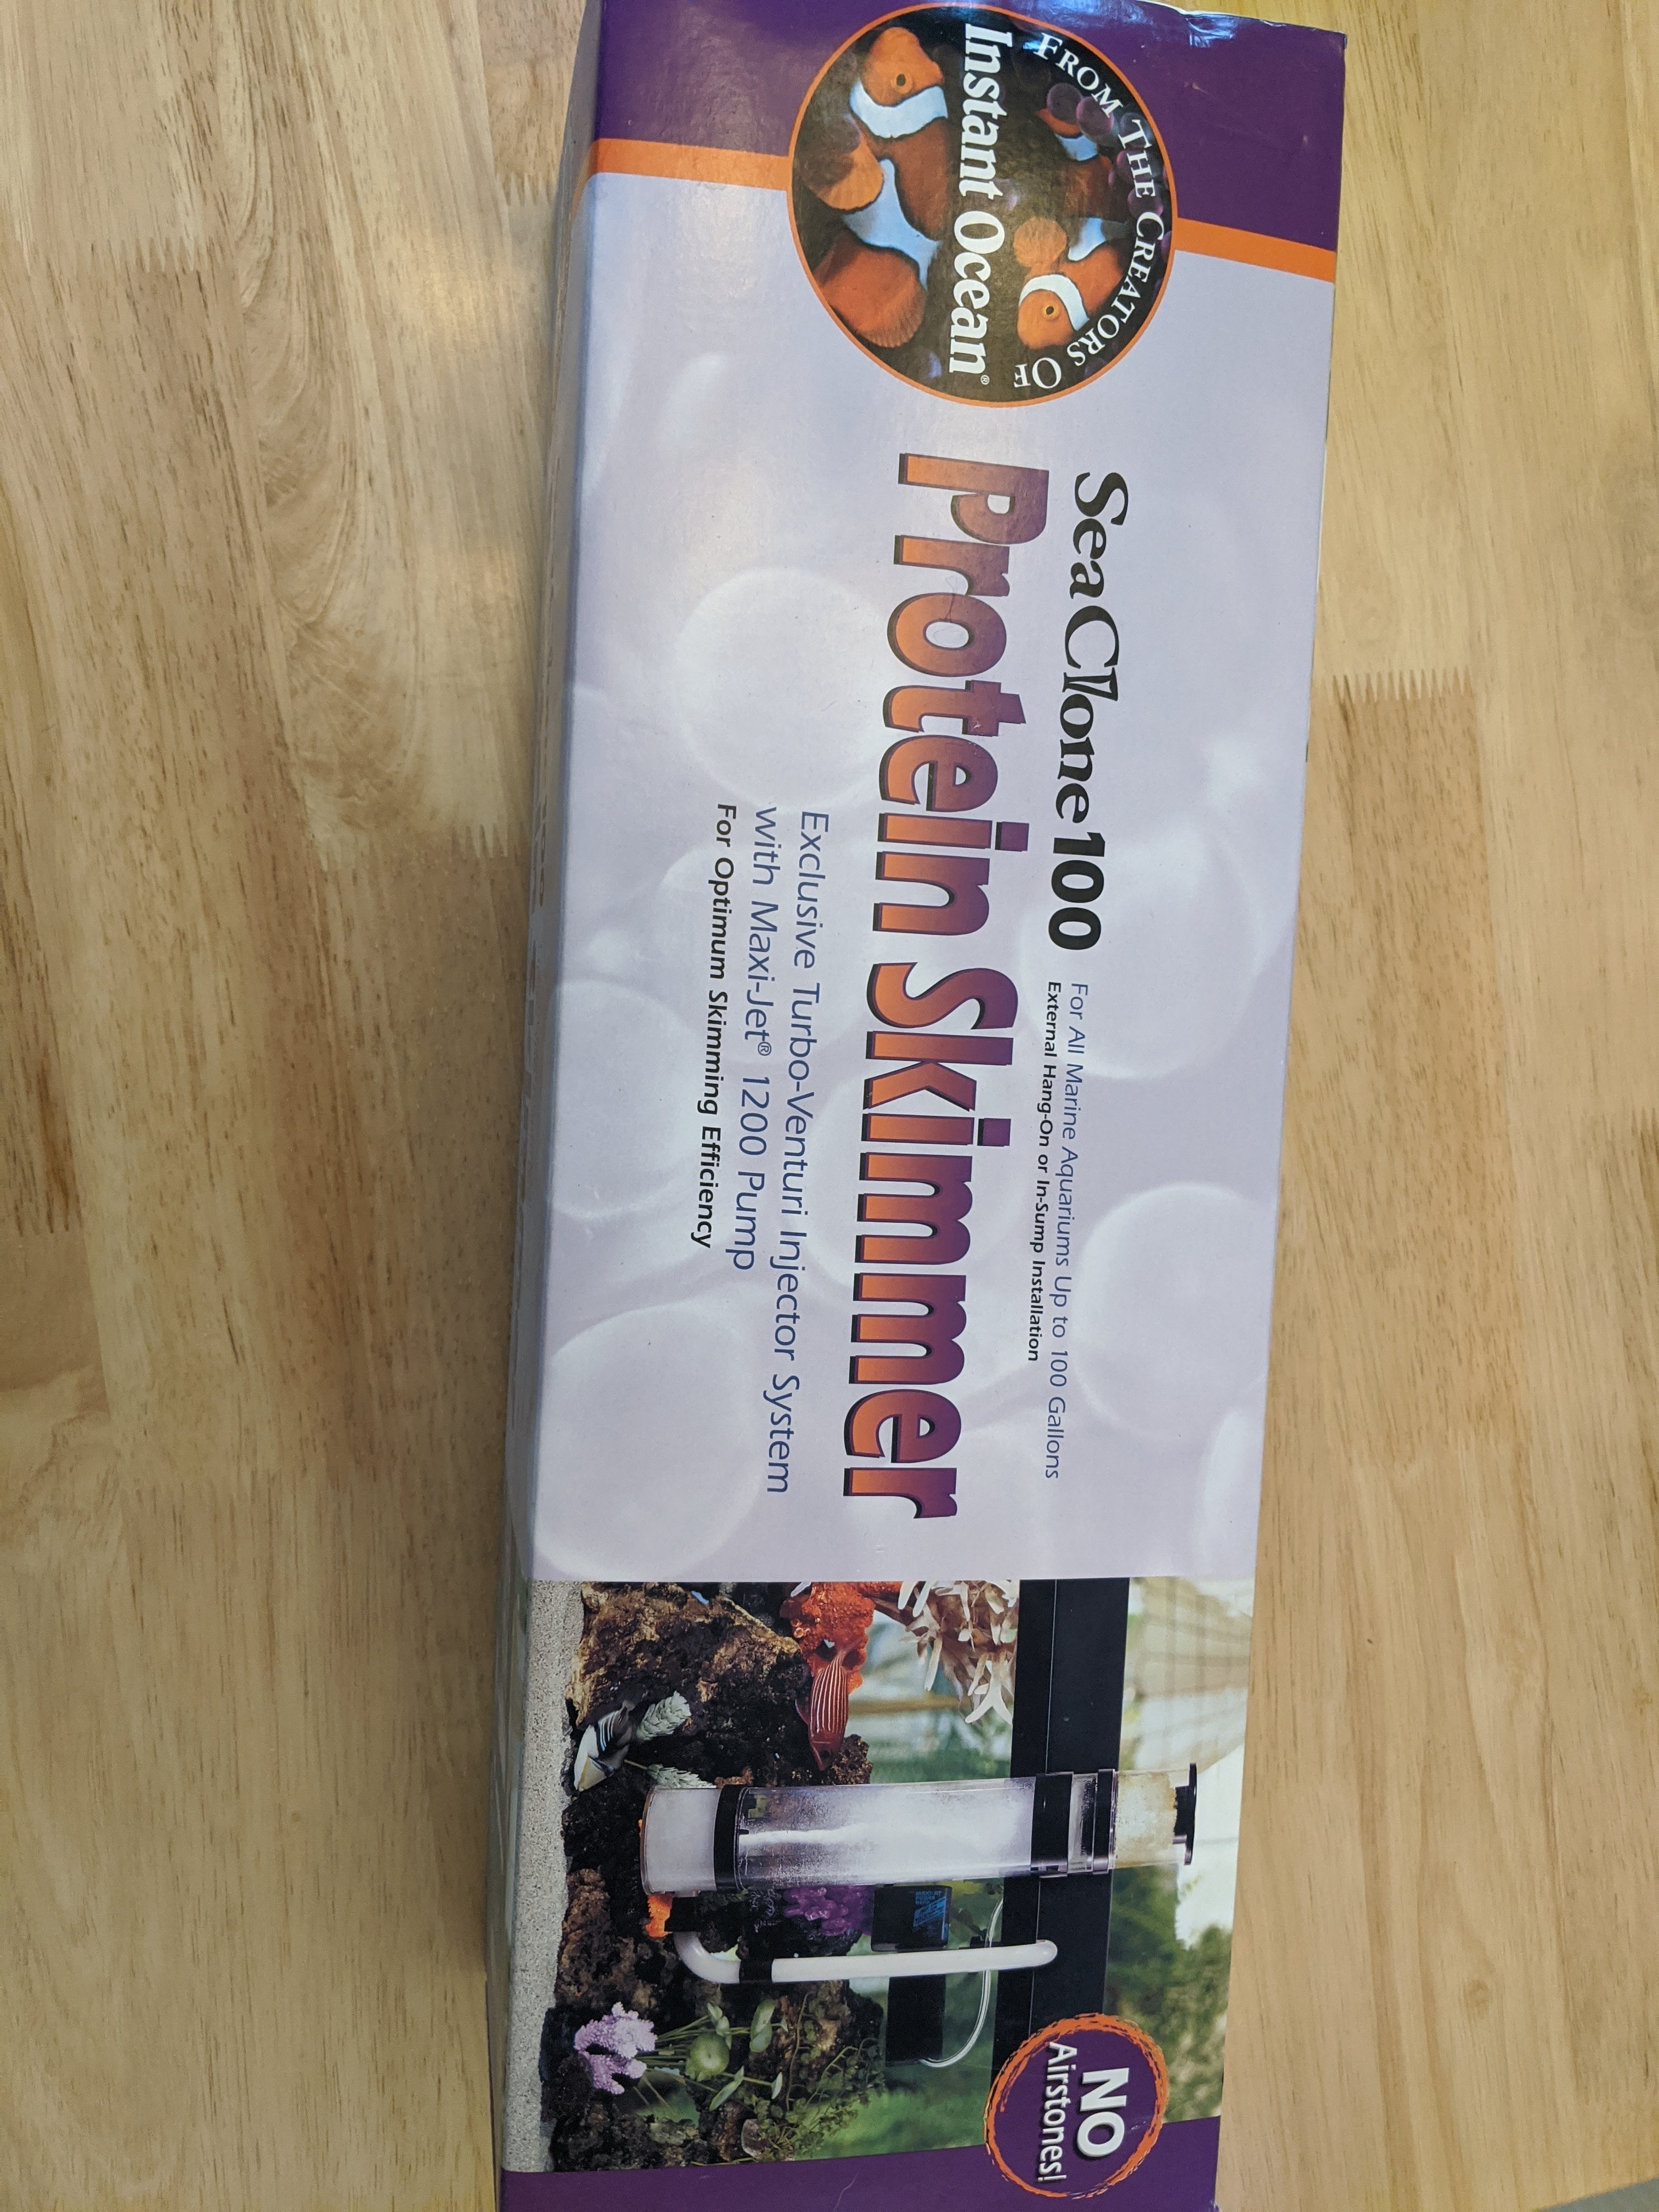 FROM THE CREATORS OF
Instant Ocean®
SeaClone100
For All Marine Aquariums Up to 100 Gallons
External Hang-On or In-Sump Installation
Protein Skimmer
Exclusive Turbo-Venturi Injector System
with Maxi-Jet® 1200 Pump
For Optimum Skimming Efficiency
NO
Airstones!